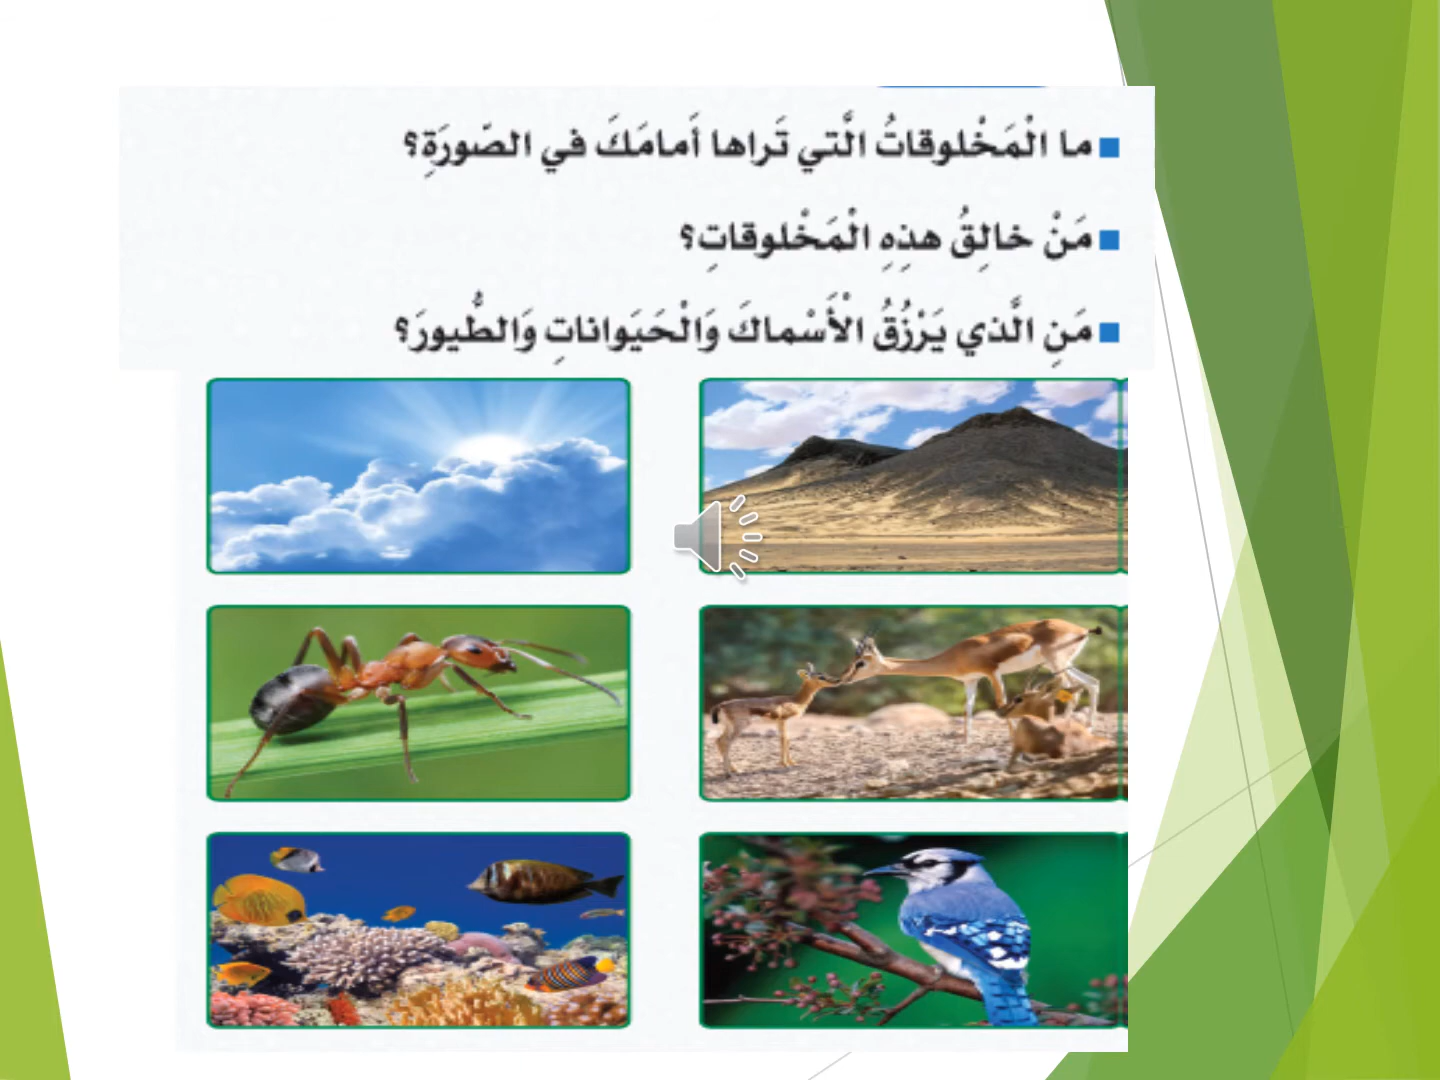 ما الْمَخْلوقاتُ الَّتي تَراها أَمامَكَ في الصّورَةِ؟
مَنْ خالِقُ هذِهِ الْمَخْلوقاتِ؟
مَنِ الَّذي يَرْزُقُ الْأَسْماكَ وَالْحَيَواناتِ وَالطُّيورَ؟